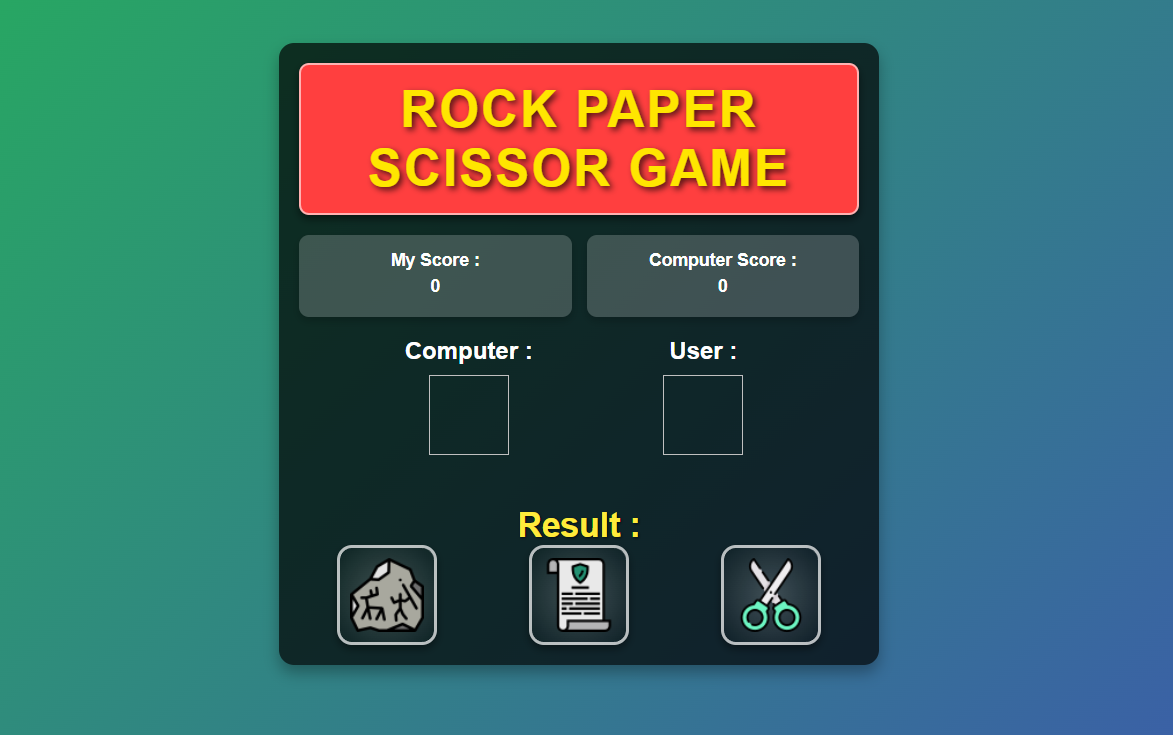 ROCK PAPER
SCISSOR GAME
My Score :
0
Computer Score :
0
Computer :
User :
Result :